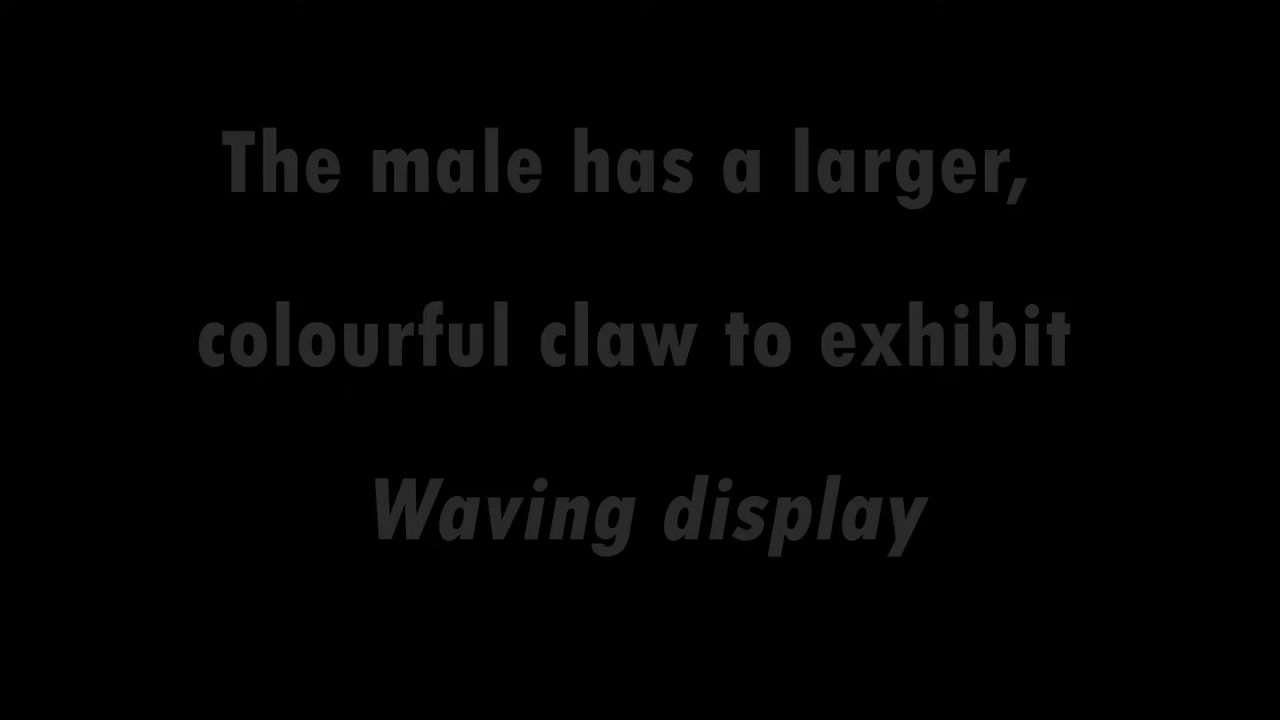 The male has a larger,
colourful claw to exhibit
Waving display